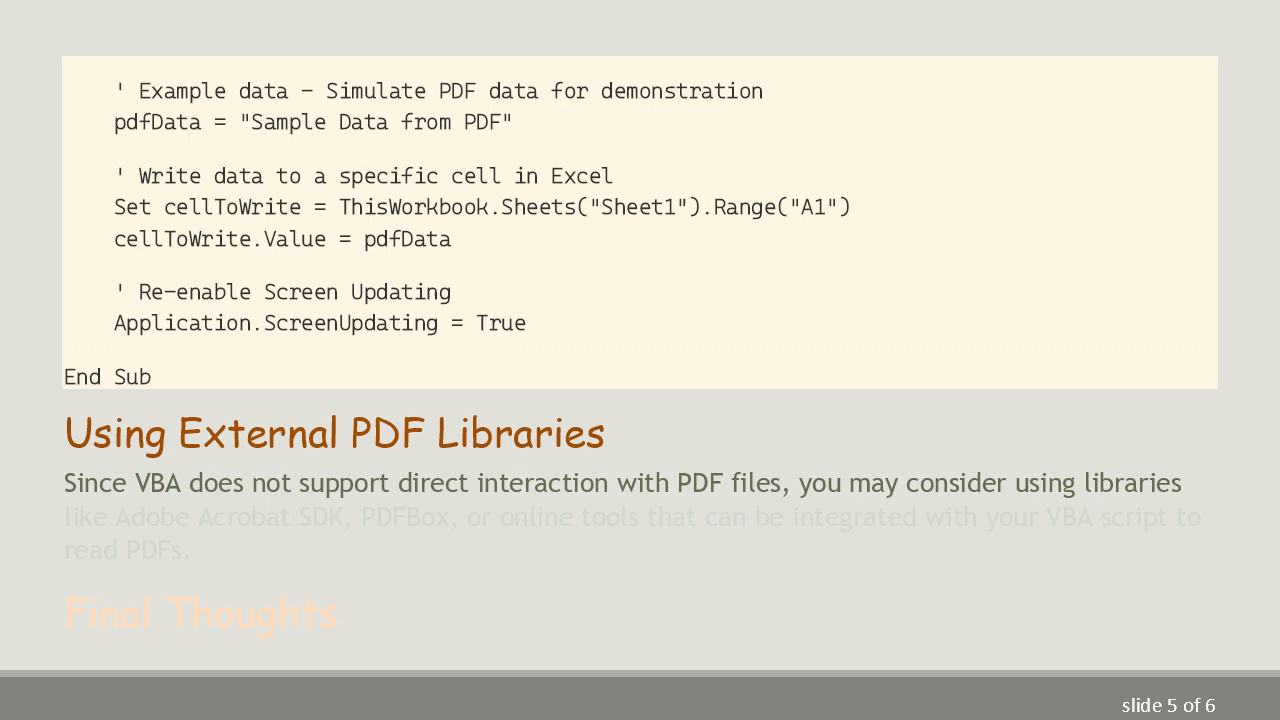 ' Example data - Simulate PDF data for demonstration
pdfData = "Sample Data from PDF"
' Write data to a specific cell in Excel
Set cellToWrite = ThisWorkbook.Sheets("Sheet1").Range("A1")
cellToWrite.Value = pdfData
' Re-enable Screen Updating
Application.ScreenUpdating = True
End Sub
Using External PDF Libraries
Since VBA does not support direct interaction with PDF files, you may consider using libraries
like Adobe Acrobat SDK, PDFBox, or online tools that can be integrated with your VBA script to
read PDFs.
Final Thoughts
slide 5 of 6